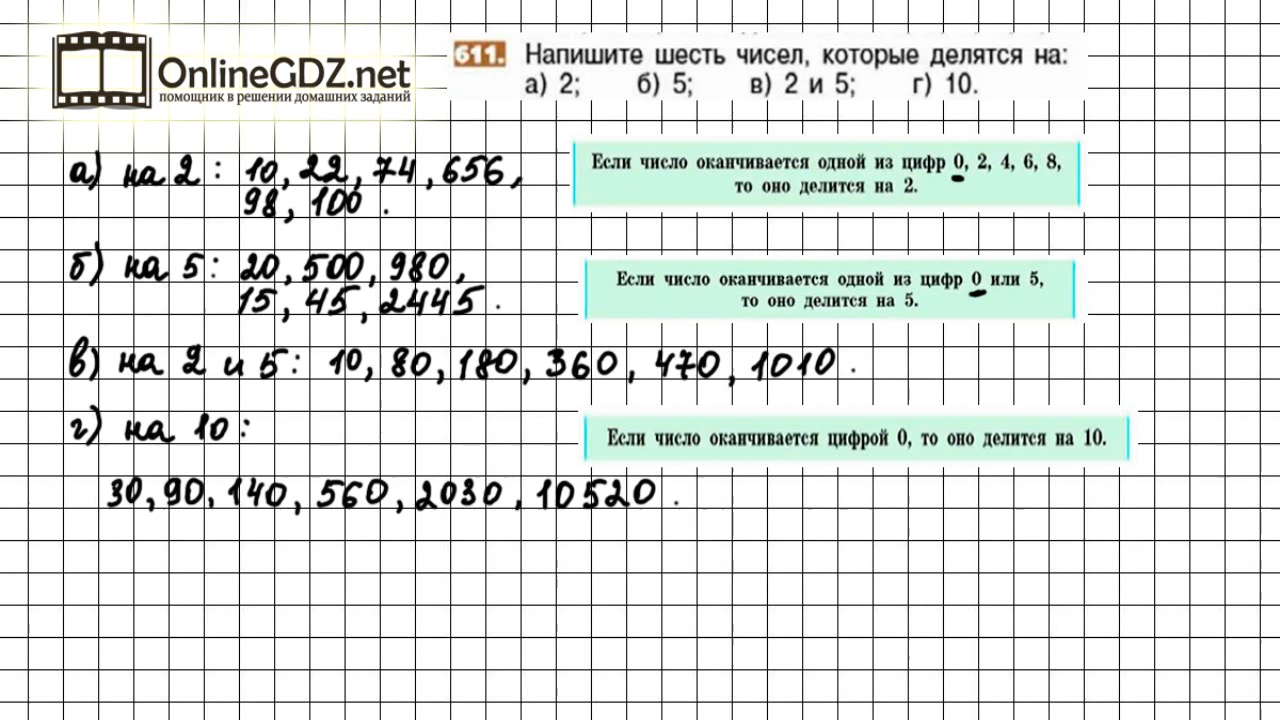 OnlineGDZ.net
помощник в решении домашних заданий
611. Напишите шесть чисел, которые делятся на:
а) 2; б) 5; в) 2 и 5; г) 10.
а) на 2: 10, 22, 74, 656,
98, 100.
Если число оканчивается одной из цифр 0, 2, 4, 6, 8,
то оно делится на 2.
б) на 5: 20, 500, 980,
15, 45, 2445.
Если число оканчивается одной из цифр 0 или 5,
то оно делится на 5.
в) на 2 и 5: 10, 80, 180, 360, 470, 1010.
г) на 10:
Если число оканчивается цифрой 0, то оно делится на 10.
30, 90, 140, 560, 2030, 10520.